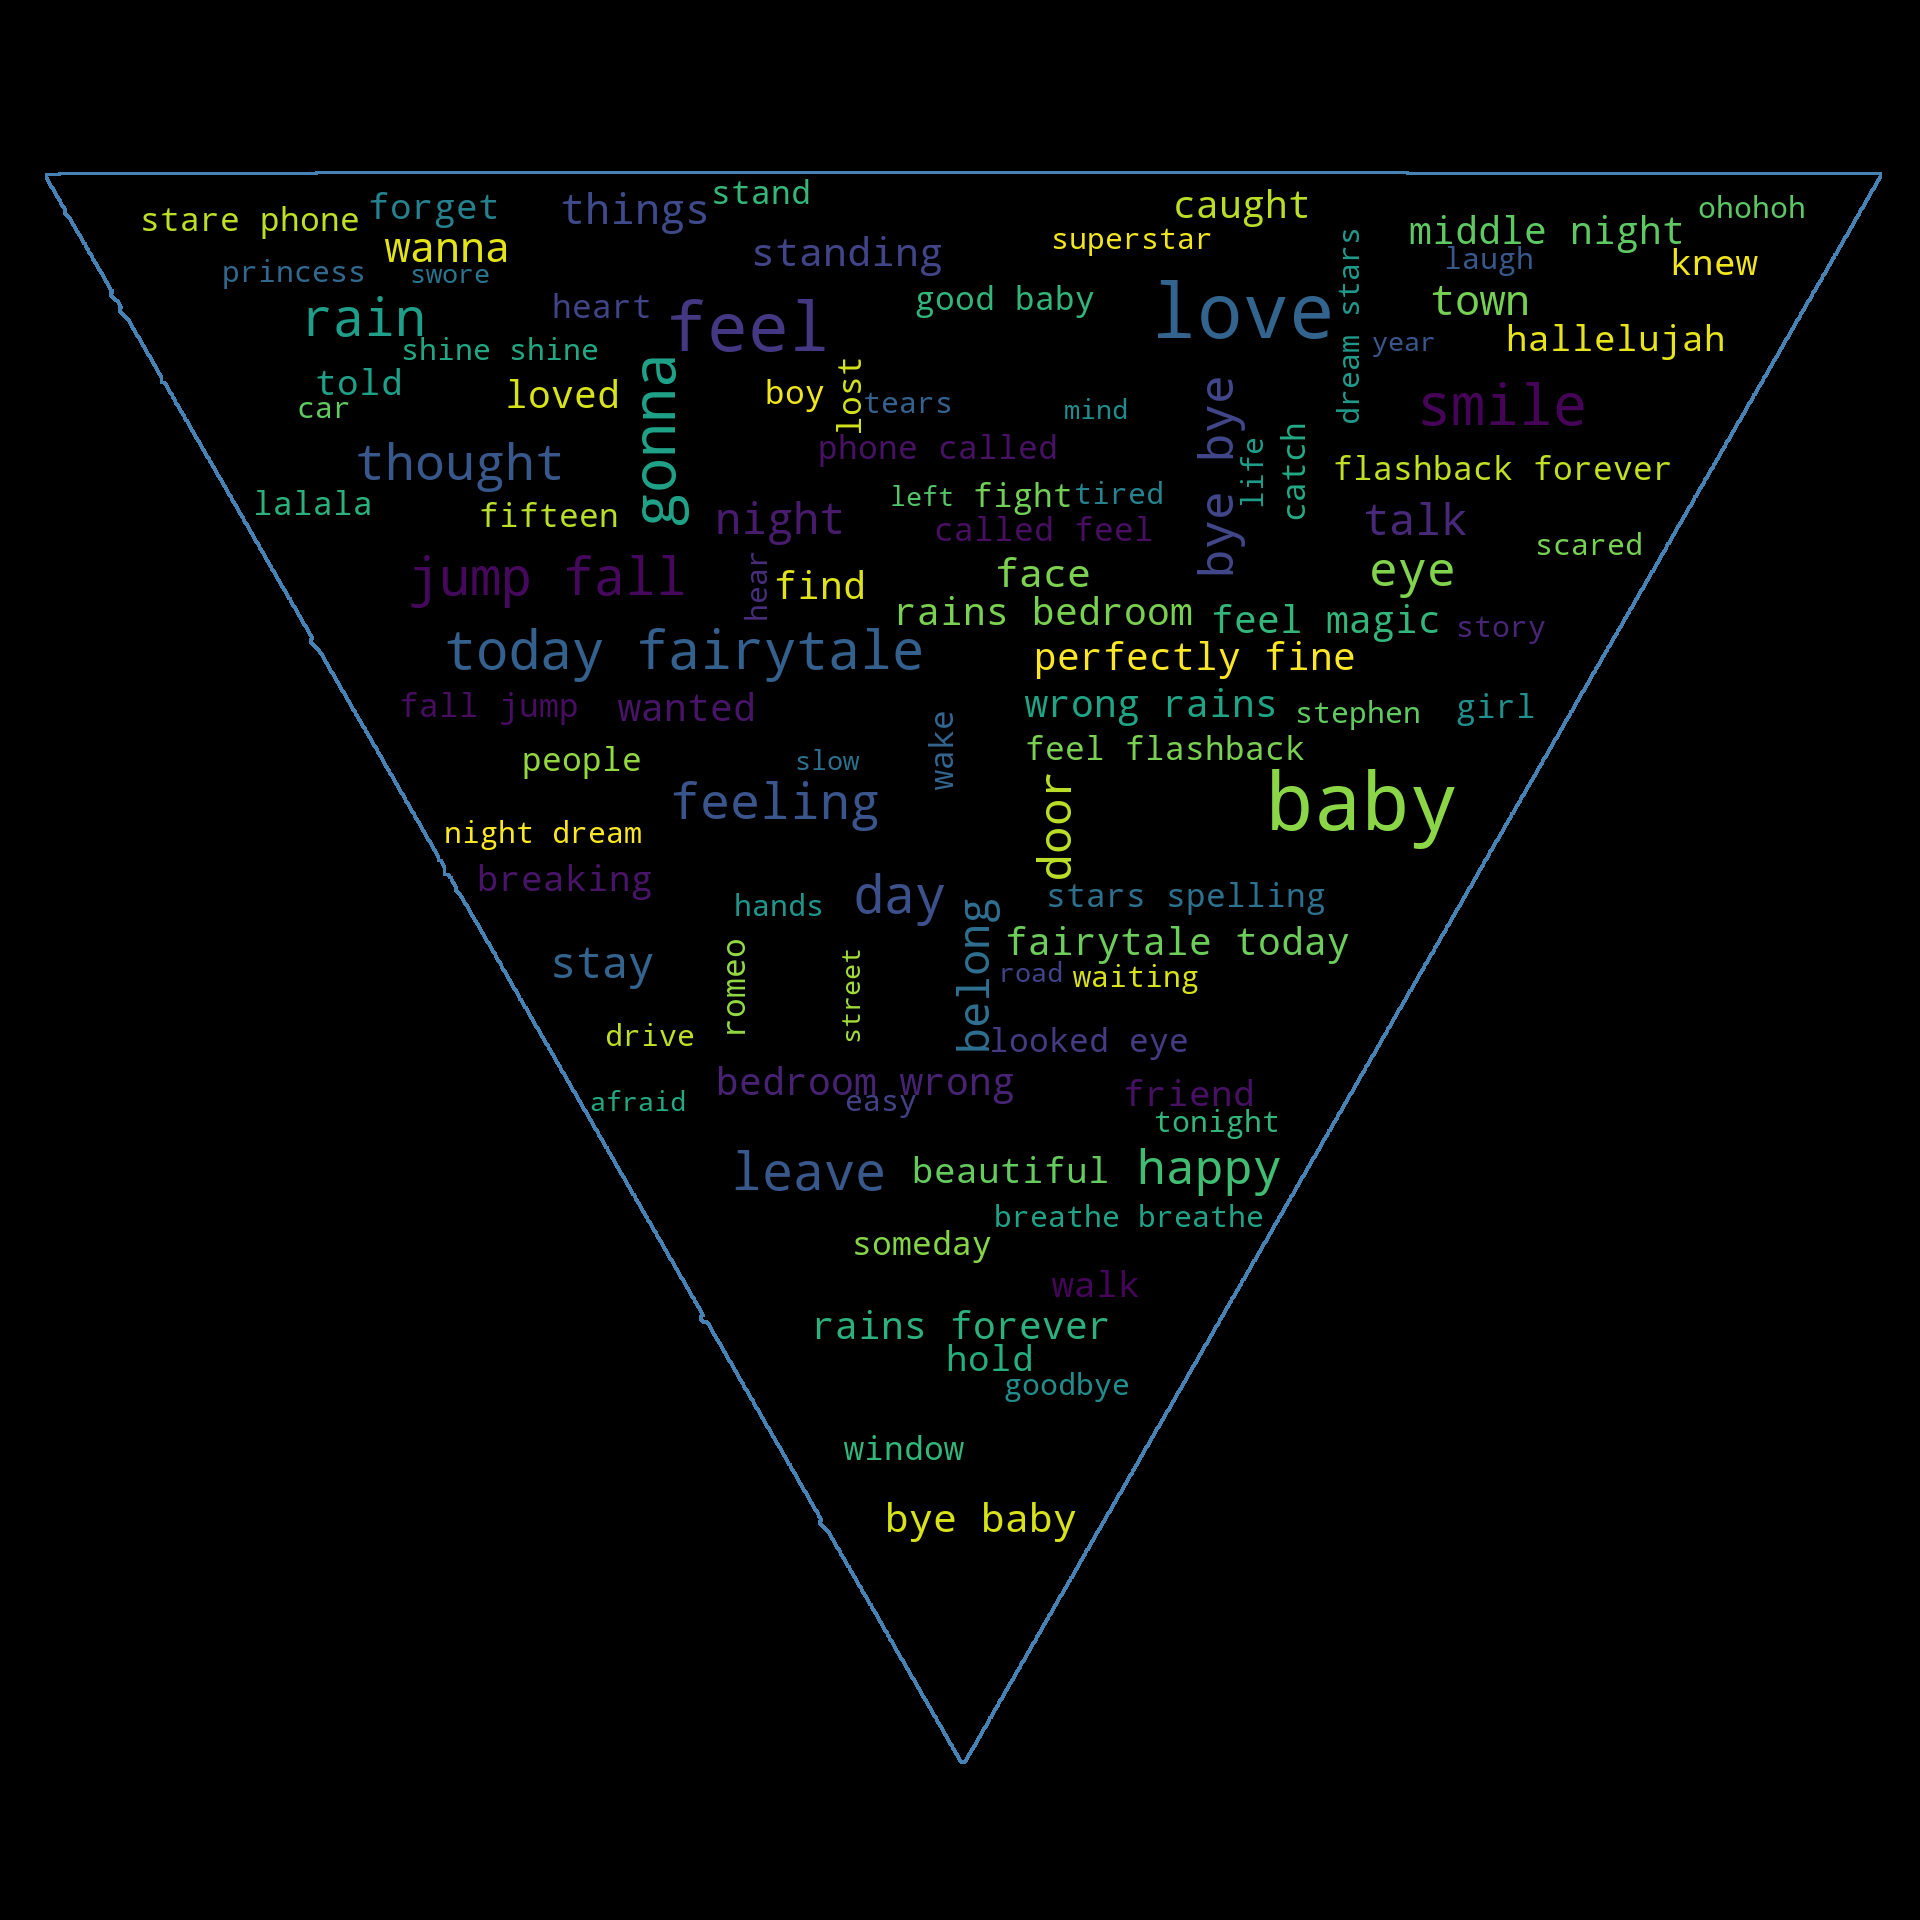 stand
stare phone
forget
things
caught
ohohoh
wanna
superstar
middle night
princess
swore
standing
laugh
knew
rain
heart
feel
good baby
love
dream stars
town
shine shine
year
hallelujah
told
car
loved
gonna
boy
lost
tears
mind
bye bye
smile
thought
phone called
life
catch
flashback forever
lalala
fifteen
night
left
fight
tired
called feel
talk
scared
jump fall
hear
find
face
eye
rains bedroom
feel magic
story
today fairytale
perfectly fine
fall jump
wanted
wake
wrong rains
stephen
girl
people
slow
feel flashback
feeling
door
baby
night dream
breaking
hands
day
belong
stars spelling
stay
romeo
street
fairytale today
road
waiting
drive
looked eye
bedroom wrong
easy
friend
afraid
tonight
leave
beautiful
happy
breathe breathe
someday
walk
rains forever
hold
goodbye
window
bye baby